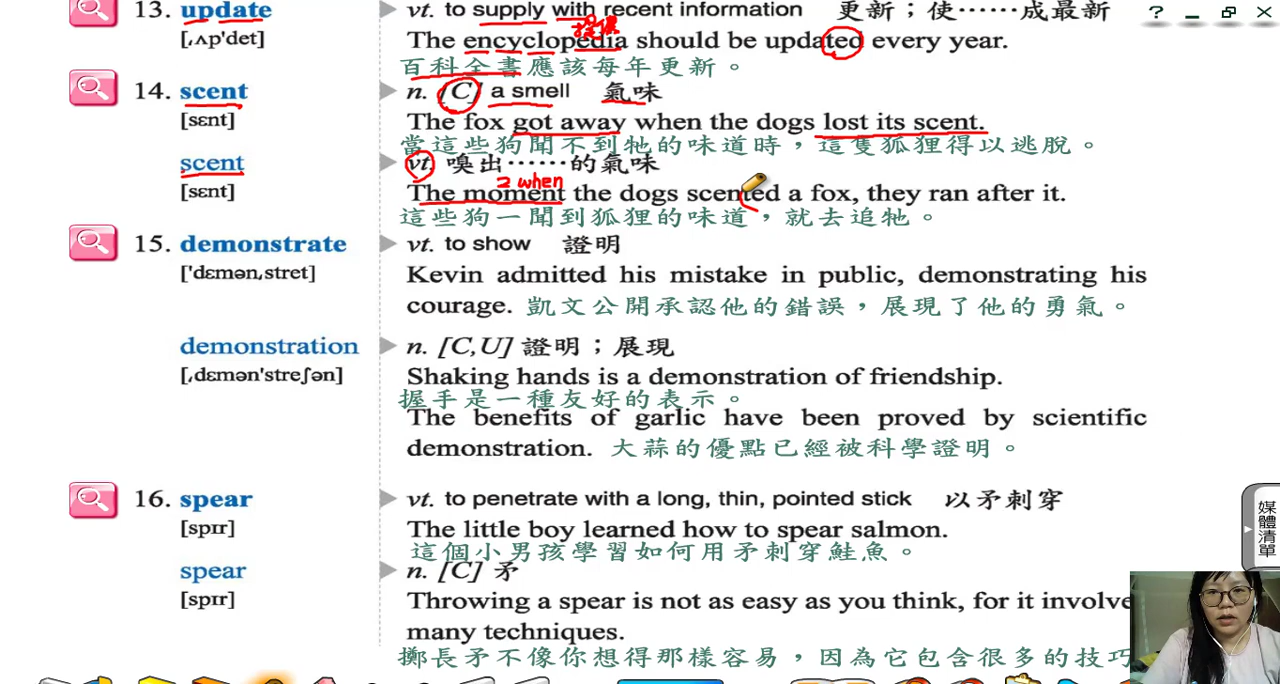 13. update vt. to supply with recent information 更新；使……成最新
提供
[ˌʌpˋdet] The encyclopedia should be updated every year.
百科全書應該每年更新。
14. scent n. [C] a smell 氣味
[sɛnt] The fox got away when the dogs lost its scent.
當這些狗聞不到牠的味道時，這隻狐狸得以逃脫。
scent vt. 嗅出……的氣味
= when
[sɛnt] The moment the dogs scented a fox, they ran after it.
這些狗一聞到狐狸的味道，就去追牠。
15. demonstrate vt. to show 證明
['dɛmənˌstret] Kevin admitted his mistake in public, demonstrating his
courage. 凱文公開承認他的錯誤，展現了他的勇氣。
demonstration n. [C,U] 證明；展現
[ˌdɛmən'streʃən] Shaking hands is a demonstration of friendship.
握手是一種友好的表示。
The benefits of garlic have been proved by scientific
demonstration. 大蒜的優點已經被科學證明。
16. spear vt. to penetrate with a long, thin, pointed stick 以矛刺穿
[spɪr] The little boy learned how to spear salmon.
這個小男孩學習如何用矛刺穿鮭魚。
spear n. [C] 矛
[spɪr] Throwing a spear is not as easy as you think, for it involve
many techniques.
擲長矛不像你想得那樣容易，因為它包含很多的技巧
媒體清單